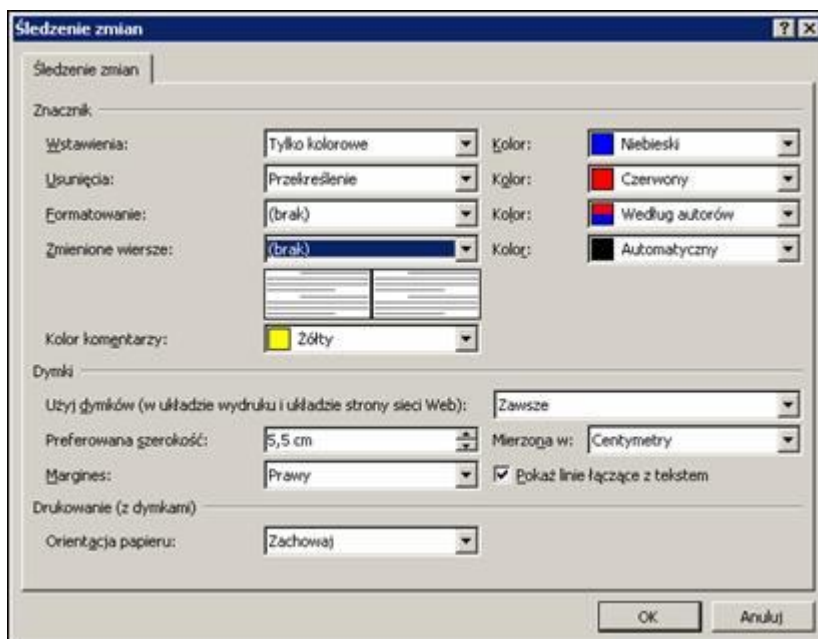 Śledzenie zmian
Śledzenie zmian
Znacznik
Wstawienia: Tylko kolorowe Kolor: Niebieski
Usunięcia: Przekreślenie Kolor: Czerwony
Formatowanie: (brak) Kolor: Według autorów
Zmienione wiersze: (brak) Kolor: Automatyczny
Kolor komentarzy: Żółty
Dymki
Użyj dymków (w układzie wydruku i układzie strony sieci Web): Zawsze
Preferowana szerokość: 5,5 cm Mierzona w: Centymetry
Margines: Prawy Pokaż linie łączące z tekstem
Drukowanie (z dymkami)
Orientacja papieru: Zachowaj
OK Anuluj